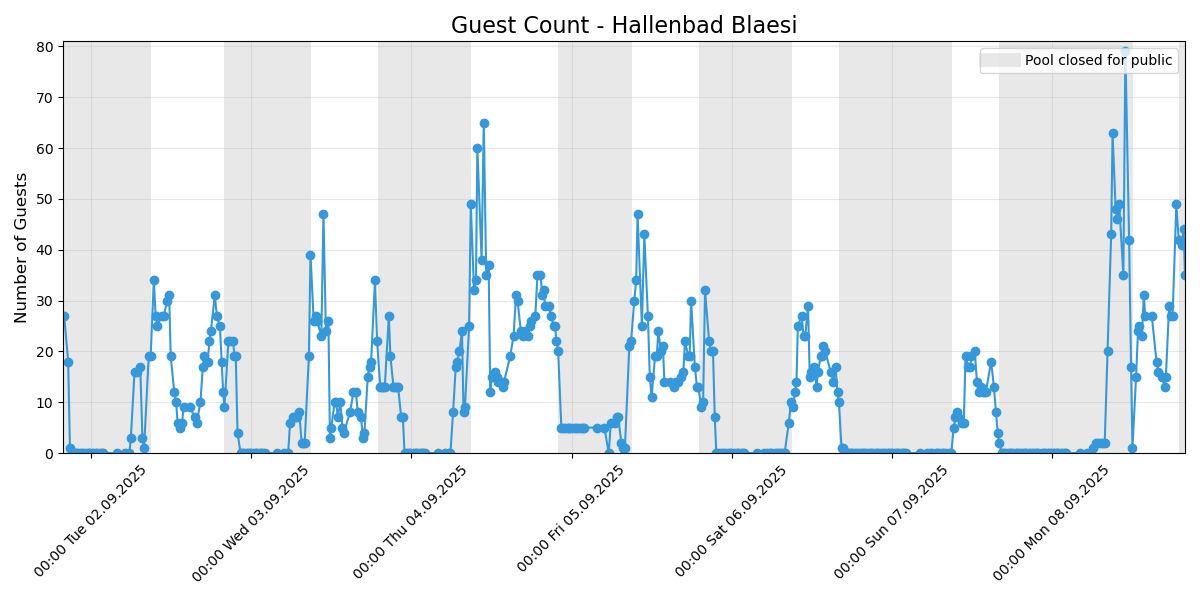 Guest Count - Hallenbad Blaesi
Pool closed for public
Number of Guests
80
70
60
50
40
30
20
10
0
00:00 Tue 02.09.2025
00:00 Wed 03.09.2025
00:00 Thu 04.09.2025
00:00 Fri 05.09.2025
00:00 Sat 06.09.2025
00:00 Sun 07.09.2025
00:00 Mon 08.09.2025